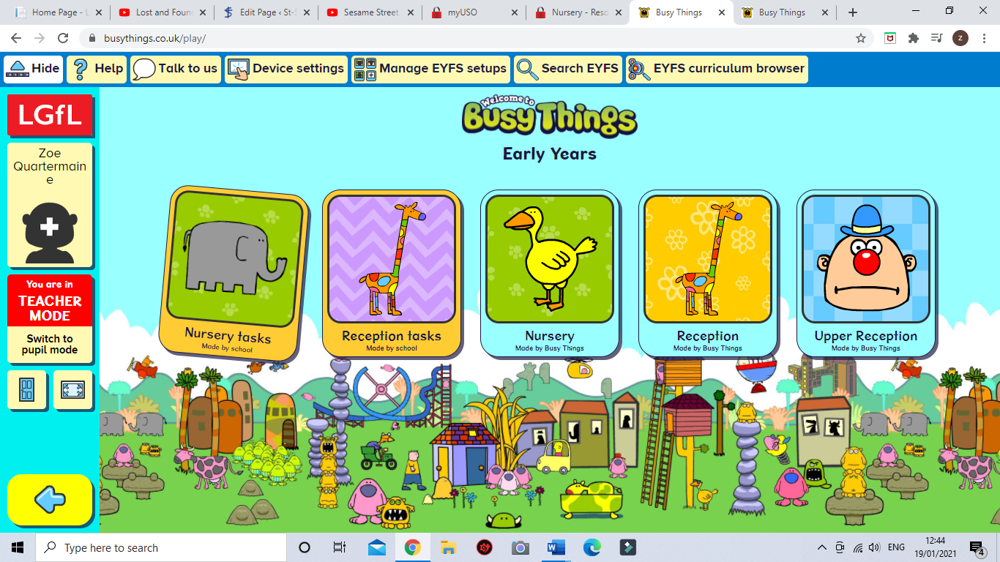 Home Page - L
Lost and Foun
Edit Page ‹ St-S
Sesame Street
myUSO
Nursery - Reso
Busy Things
Busy Things
busythings.co.uk/play/
Z
Hide
Help
Talk to us
Device settings
Manage EYFS setups
Search EYFS
EYFS curriculum browser
LGfL
Zoe
Quartermain
e
You are in
TEACHER
MODE
Switch to
pupil mode
Welcome to
Busy Things
Early Years
Nursery tasks
Made by school
Reception tasks
Made by school
Nursery
Made by Busy Things
Reception
Made by Busy Things
Upper Reception
Made by Busy Things
Type here to search
ENG
12:44
19/01/2021
4